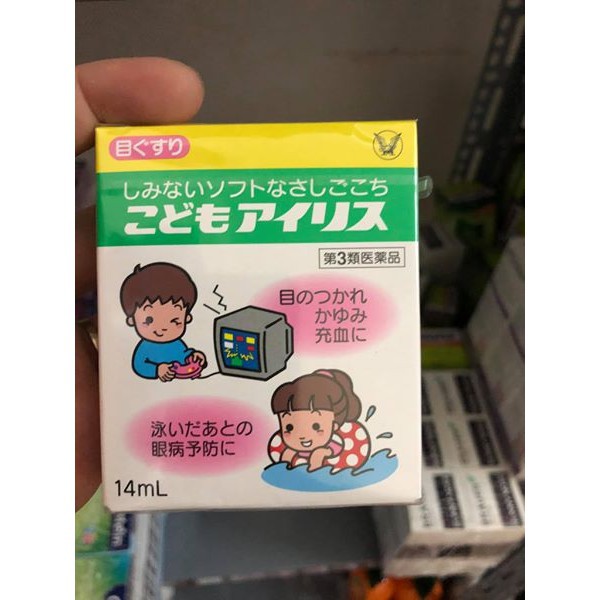 目ぐすり
しみないソフトなさしごこち
こどもアイリス
第3類医薬品
目のつかれ
かゆみ
充血に
泳いだあとの
眼病予防に
14mL